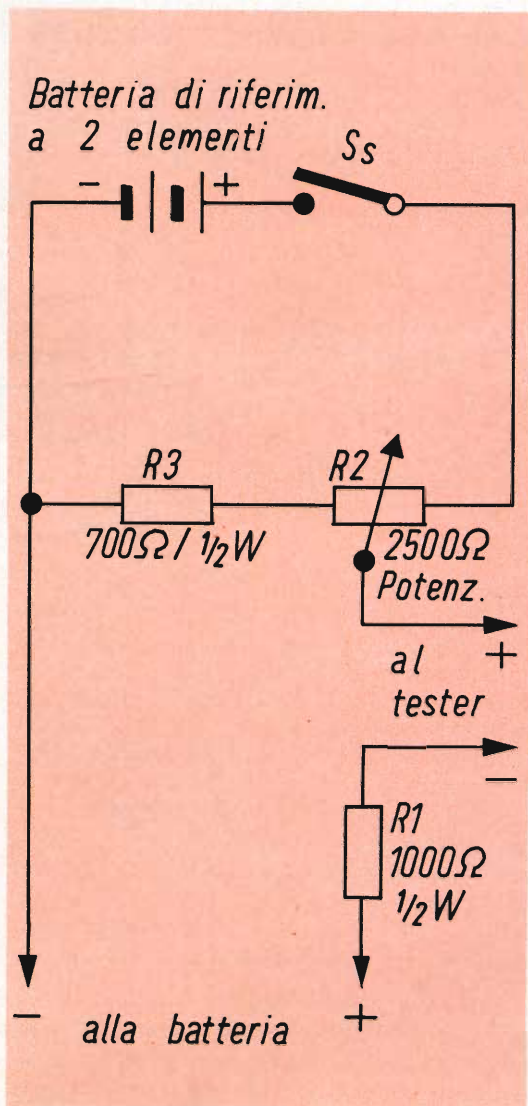 Batteria di riferim.
a 2 elementi
Ss
- +
R3
700Ω / 1/2W
R2
2500Ω
Potenz.
al +
tester
-
R1
1000Ω
1/2W
- alla batteria +